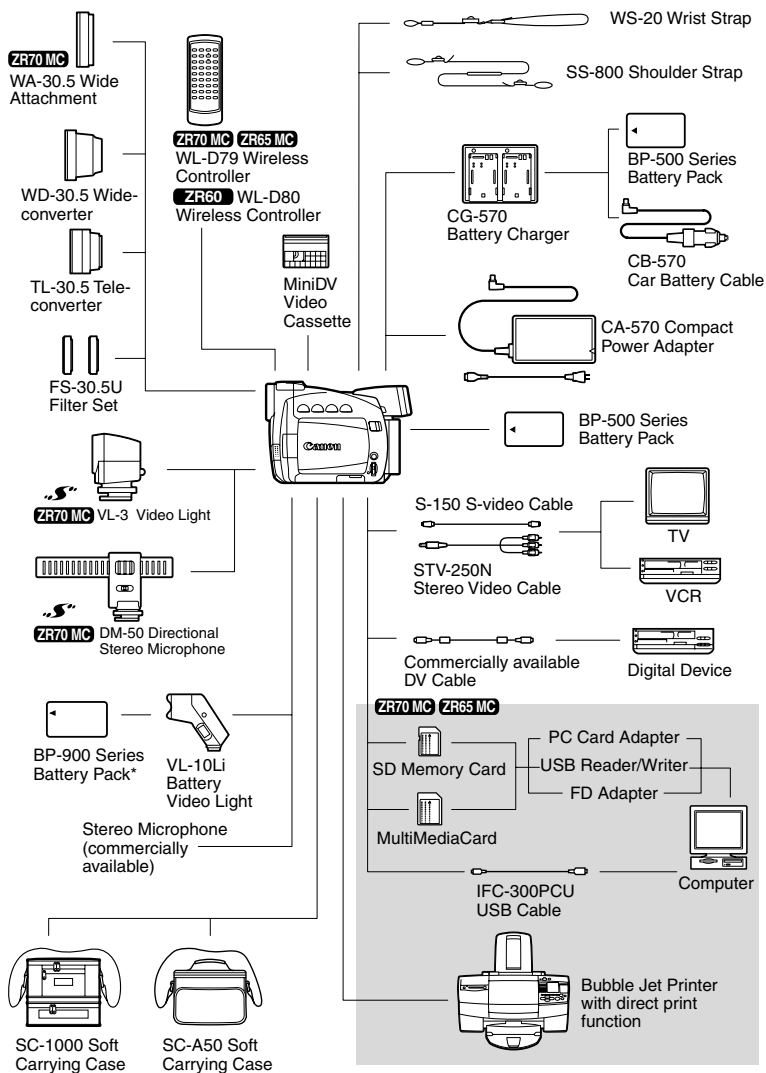 WS-20 Wrist Strap
SS-800 Shoulder Strap
ZR70 MC
WA-30.5 Wide
Attachment
ZR70 MC ZR65 MC
WL-D79 Wireless
Controller
ZR60 WL-D80
Wireless Controller
WD-30.5 Wide-
converter
TL-30.5 Tele-
converter
FS-30.5U
Filter Set
MiniDV
Video
Cassette
CG-570
Battery Charger
BP-500 Series
Battery Pack
CB-570
Car Battery Cable
CA-570 Compact
Power Adapter
Canon
BP-500 Series
Battery Pack
S
ZR70 MC VL-3 Video Light
S
ZR70 MC DM-50 Directional
Stereo Microphone
S-150 S-video Cable
STV-250N
Stereo Video Cable
TV
VCR
Commercially available
DV Cable
Digital Device
BP-900 Series
Battery Pack*
VL-10Li
Battery
Video Light
Stereo Microphone
(commercially
available)
ZR70 MC ZR65 MC
SD Memory Card
MultiMediaCard
PC Card Adapter
USB Reader/Writer
FD Adapter
Computer
IFC-300PCU
USB Cable
Bubble Jet Printer
with direct print
function
SC-1000 Soft
Carrying Case
SC-A50 Soft
Carrying Case